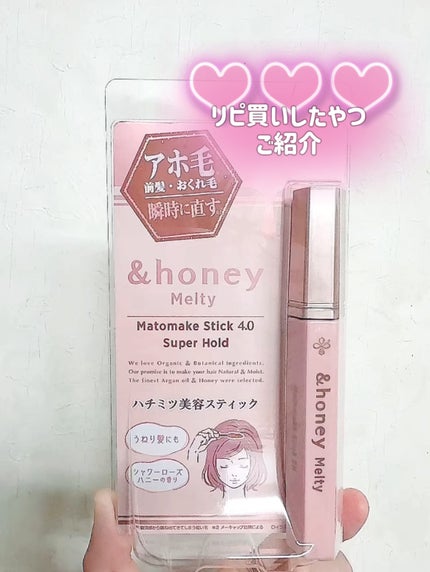 リピ買いしたやつ
ご紹介
アホ毛
前髪・おくれ毛
瞬時に直す
&honey
Melty
Matomake Stick 4.0
Super Hold
We love Organic & Botanical Ingredients.
Our promise is to make your hair Natural & Moist.
The finest Argan oil & Honey were selected.
ハチミツ美容スティック
うねり髪にも
シャワーローズ
ハニーの香り
&honey Melty